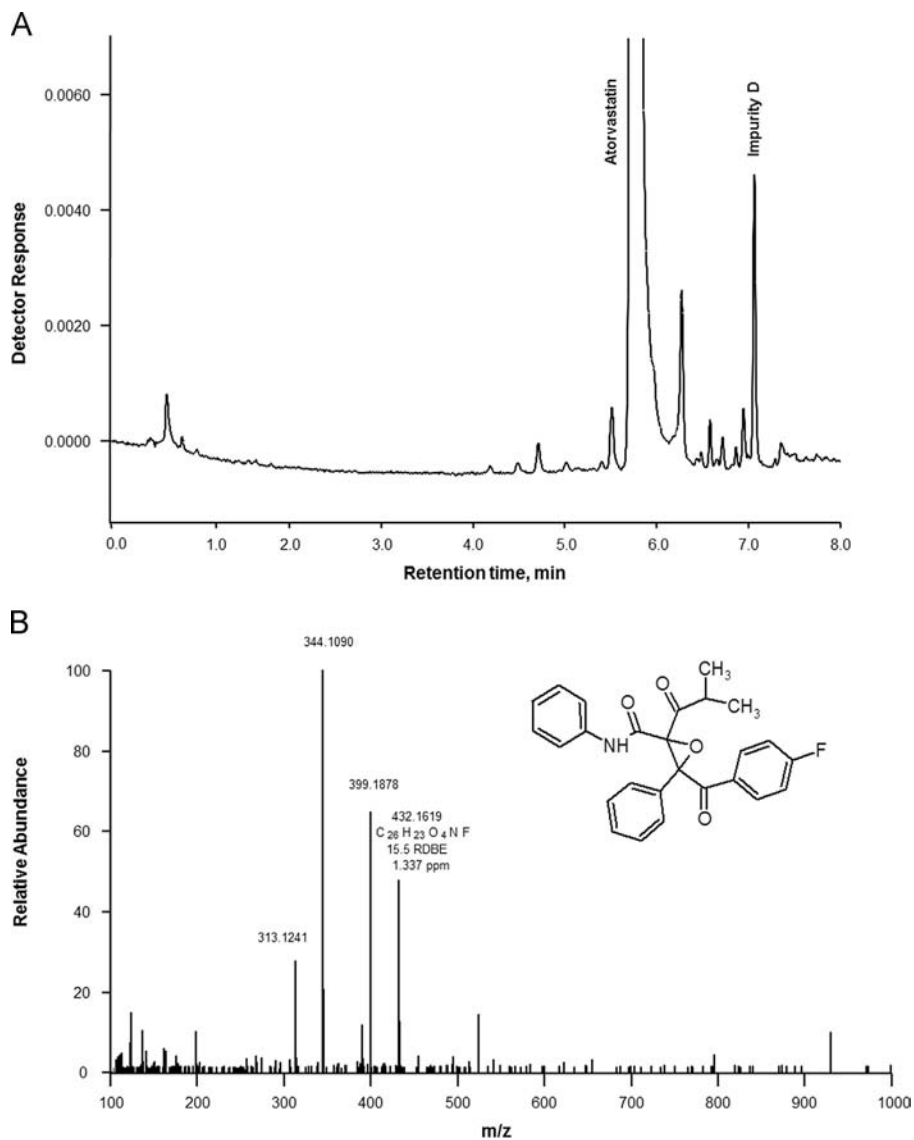 A
0.0060
0.0040
0.0020
0.0000
Detector Response
Atorvastatin
Impurity D
0.0 1.0 2.0 3.0 4.0 5.0 6.0 7.0 8.0
Retention time, min
B
344.1090
399.1878
432.1619
C 26 H 23 O 4 N F
15.5 RDBE
1.337 ppm
313.1241
100
80
60
40
20
0
Relative Abundance
O
NH
O
CH3
CH3
O
O
F
100 200 300 400 500 600 700 800 900 1000
m/z